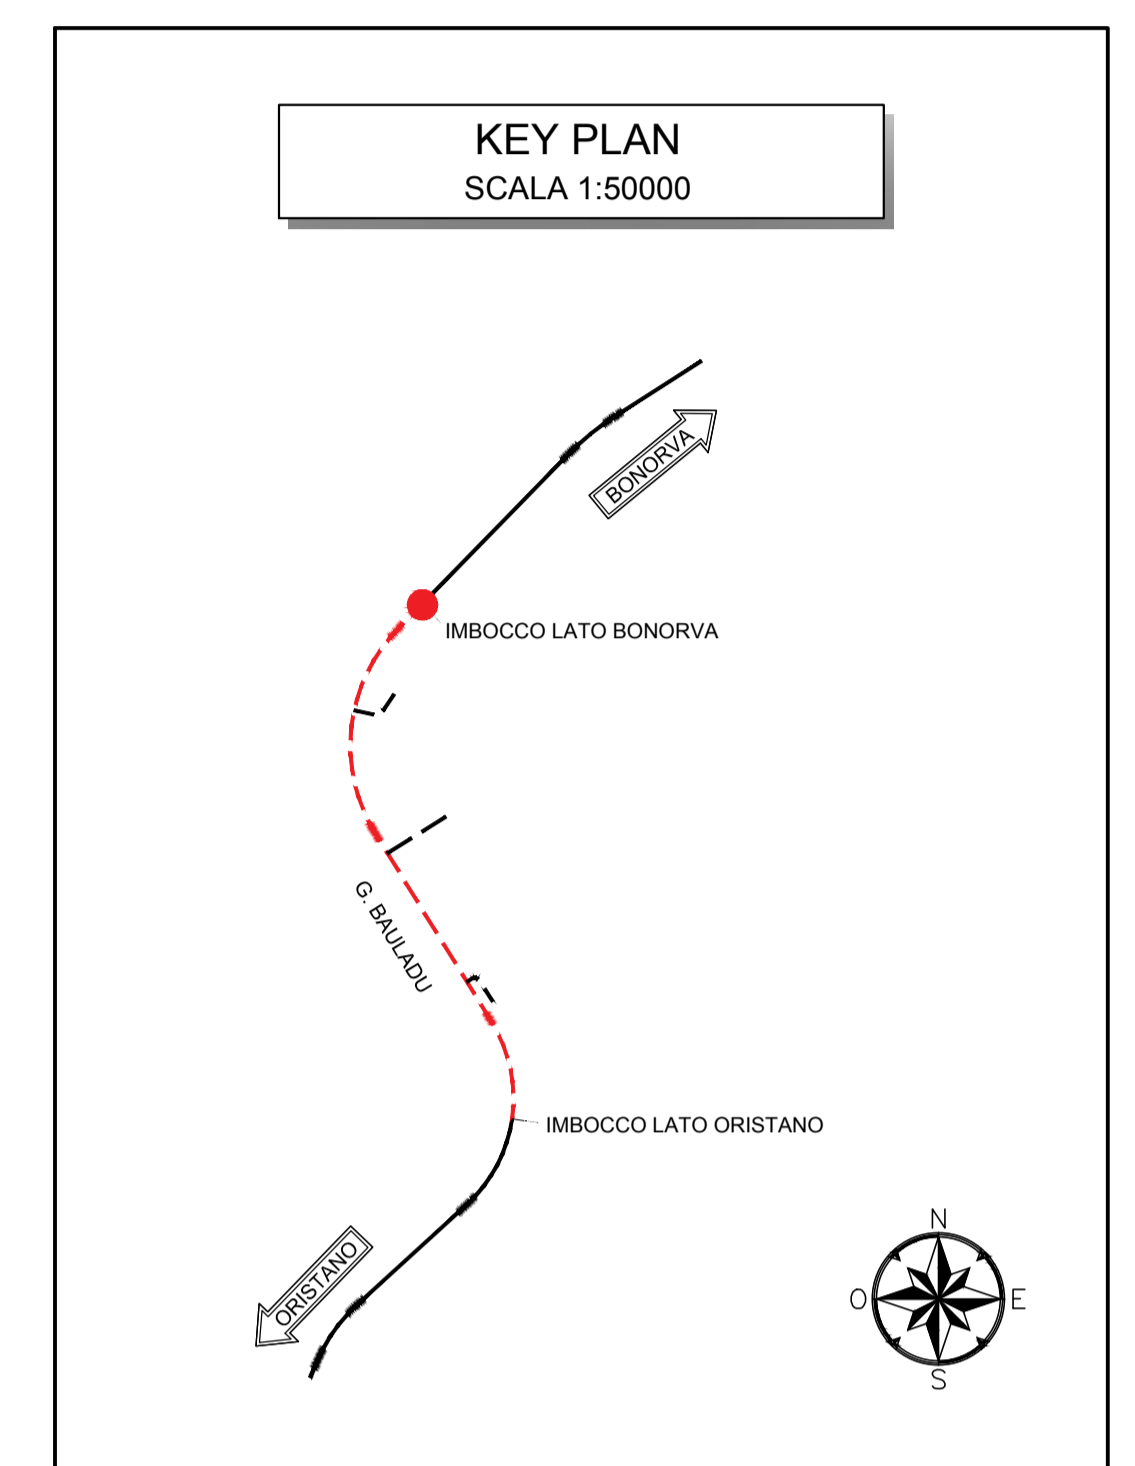 KEY PLAN
SCALA 1:50000
BONORVA
IMBOCCO LATO BONORVA
G. BAULADU
IMBOCCO LATO ORISTANO
ORISTANO
N
O
E
S